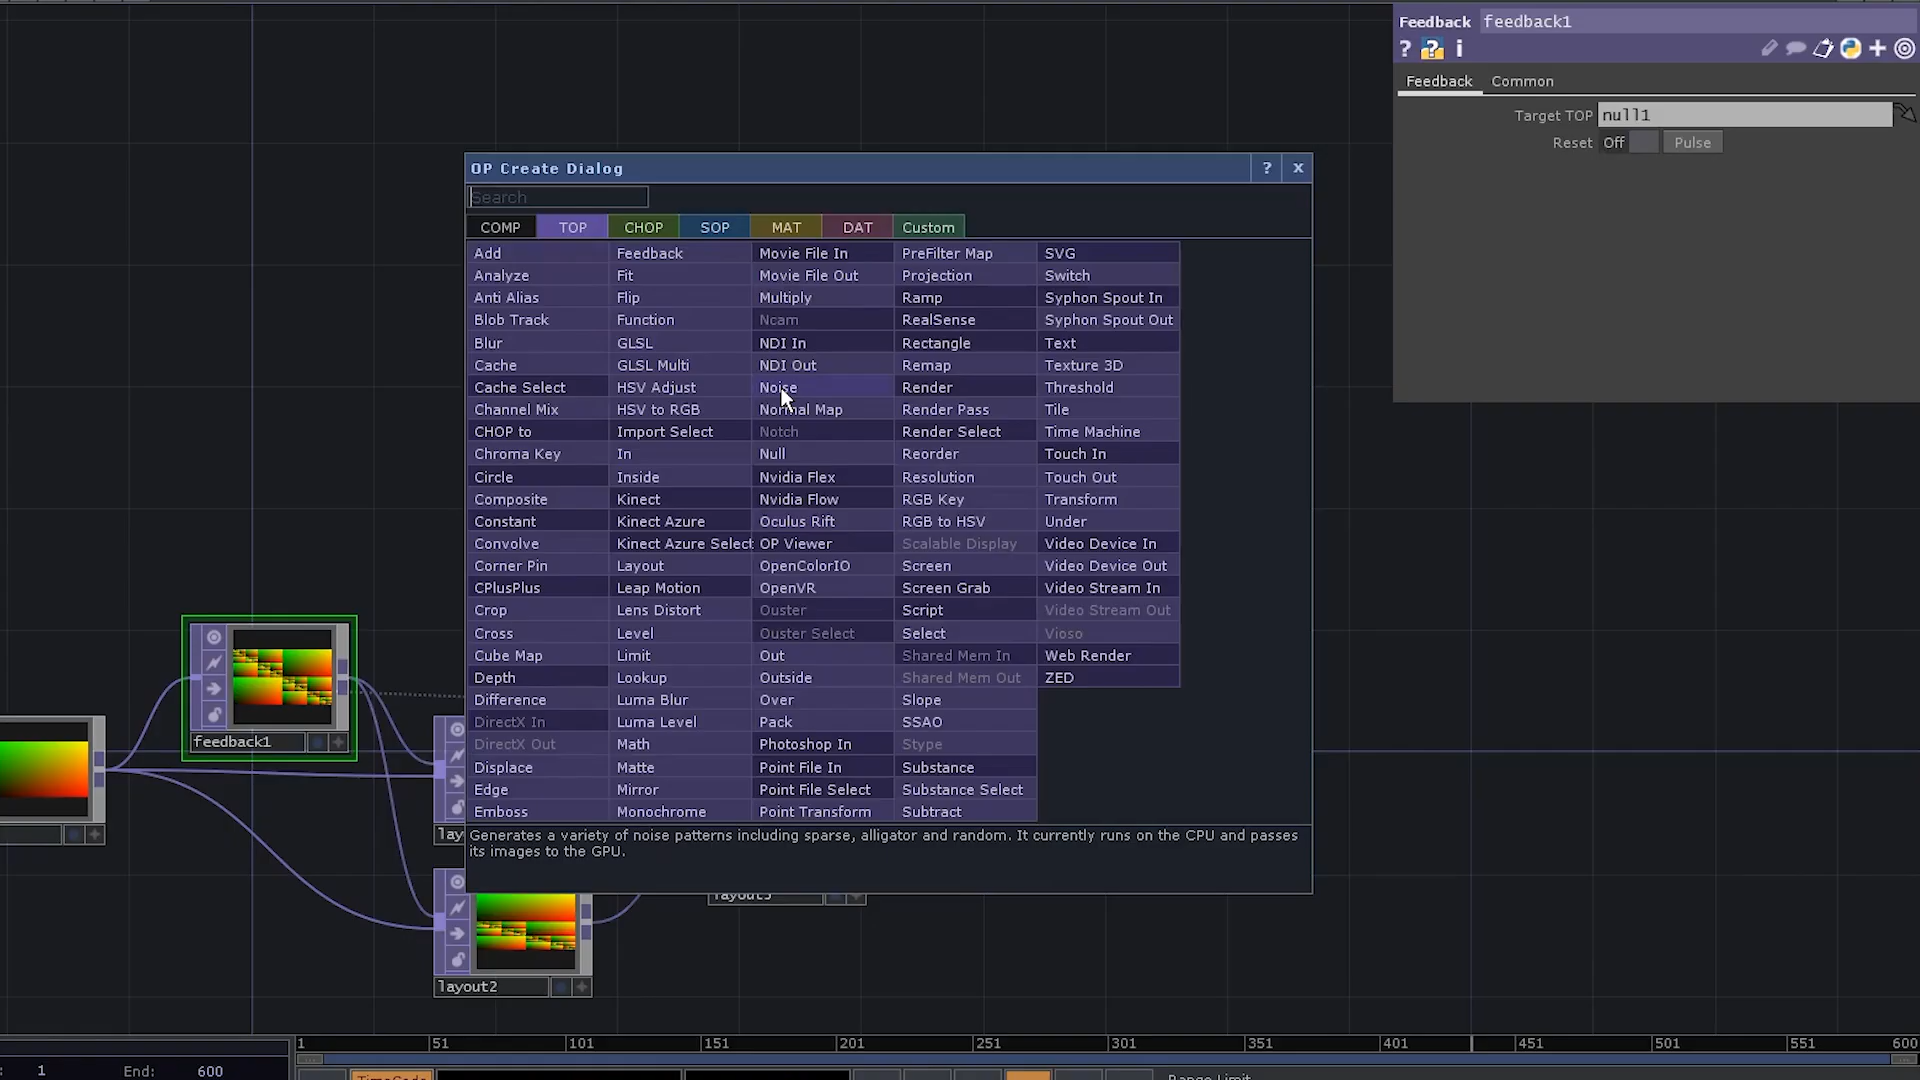 Feedback feedback1
? ? i
Feedback Common
Target TOP null1
Reset Off Pulse
OP Create Dialog ? x
Search
COMP TOP CHOP SOP MAT DAT Custom
Add Feedback Movie File In PreFilter Map SVG
Analyze Fit Movie File Out Projection Switch
Anti Alias Flip Multiply Ramp Syphon Spout In
Blob Track Function Ncam RealSense Syphon Spout Out
Blur GLSL NDI In Rectangle Text
Cache GLSL Multi NDI Out Remap Texture 3D
Cache Select HSV Adjust Noise Render Threshold
Channel Mix HSV to RGB Normal Map Render Pass Tile
CHOP to Import Select Notch Render Select Time Machine
Chroma Key In Null Reorder Touch In
Circle Inside Nvidia Flex Resolution Touch Out
Composite Kinect Nvidia Flow RGB Key Transform
Constant Kinect Azure Oculus Rift RGB to HSV Under
Convolve Kinect Azure Select OP Viewer Scalable Display Video Device In
Corner Pin Layout OpenColorIO Screen Video Device Out
CPlusPlus Leap Motion OpenVR Screen Grab Video Stream In
Crop Lens Distort Ouster Script Video Stream Out
Cross Level Ouster Select Select Vioso
Cube Map Limit Out Shared Mem In Web Render
Depth Lookup Outside Shared Mem Out ZED
Difference Luma Blur Over Slope
DirectX In Luma Level Pack SSAO
DirectX Out Math Photoshop In Stype
Displace Matte Point File In Substance
Edge Mirror Point File Select Substance Select
Emboss Monochrome Point Transform Subtract
Generates a variety of noise patterns including sparse, alligator and random. It currently runs on the CPU and passes
its images to the GPU.
feedback1
lay
layout3
layout2
1 51 101 151 201 251 301 351 401 451 501 551 600
: 1 End: 600
TimeCode
Range Limit